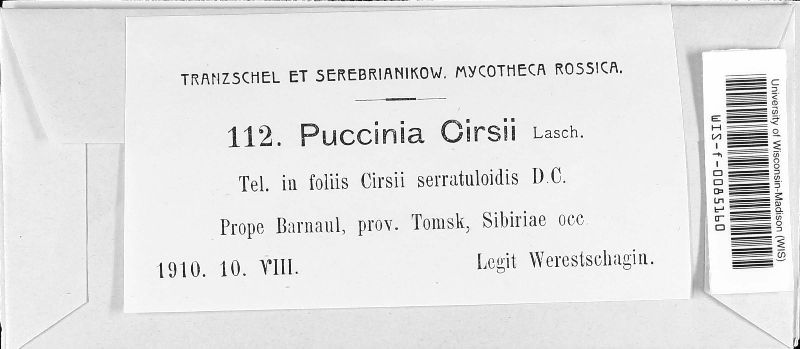 TRANZSCHEL ET SEREBRIANIKOW. MYCOTHECA ROSSICA.
112. Puccinia Cirsii Lasch.
Tel. in foliis Cirsii serratuloidis D.C.
Prope Barnaul, prov. Tomsk, Sibiriae occ
1910. 10. VIII. Legit Werestschagin.
University of Wisconsin-Madison (WIS)
WIS-f-0085160